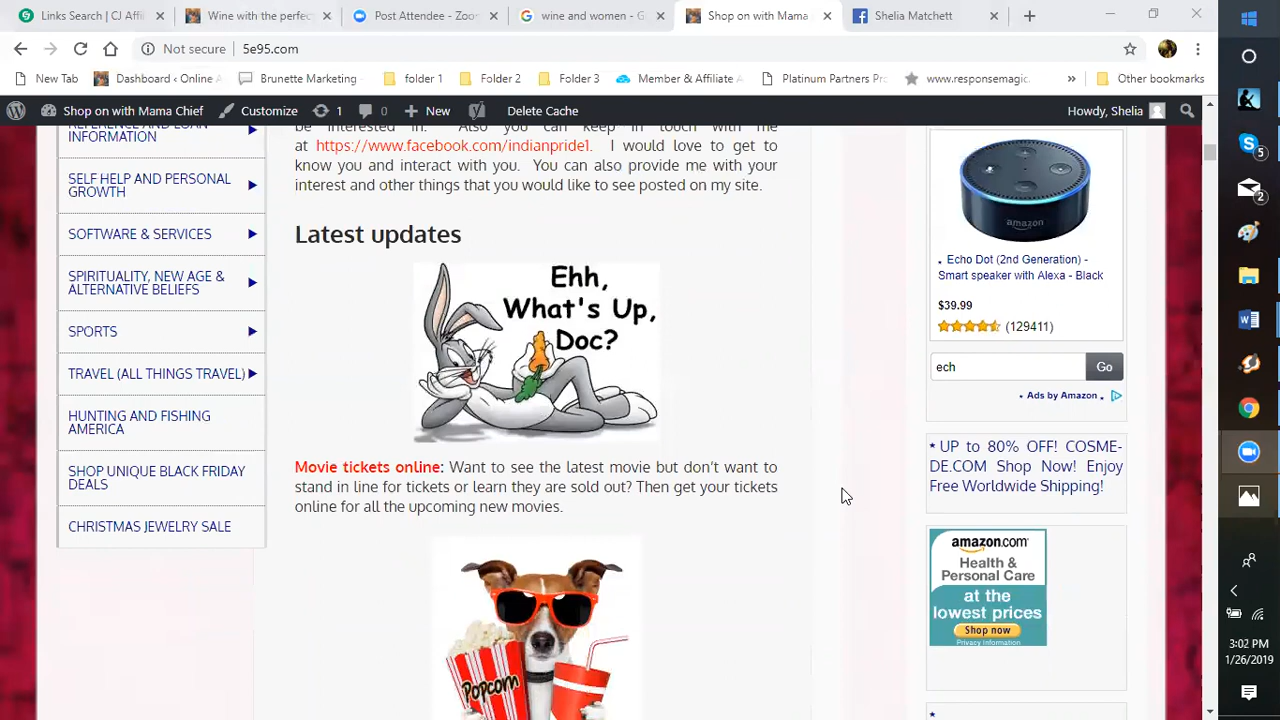 Links Search | CJ Affi
Wine with the perfec
Post Attendee - Zoom
wine and women - G
Shop on with Mama
Shelia Matchett
Not secure | 5e95.com
New Tab
Dashboard ‹ Online A
Brunette Marketing
folder 1
Folder 2
Folder 3
Member & Affiliate A
Platinum Partners Pr
www.responsemagic.
»
Other bookmarks
Shop on with Mama Chief
Customize
1
0
New
Delete Cache
Howdy, Shelia
REFERENCE AND LOAN
INFORMATION
SELF HELP AND PERSONAL
GROWTH
SOFTWARE & SERVICES
SPIRITUALITY, NEW AGE &
ALTERNATIVE BELIEFS
SPORTS
TRAVEL (ALL THINGS TRAVEL)
HUNTING AND FISHING
AMERICA
SHOP UNIQUE BLACK FRIDAY
DEALS
CHRISTMAS JEWELRY SALE
be interested in. Also you can keep in touch with me
at https://www.facebook.com/indianpride1. I would love to get
to know you and interact with you. You can also provide me with your
interest and other things that you would like to see posted on my site.
Latest updates
Ehh,
What's Up,
Doc?
Movie tickets online: Want to see the latest movie but don't want to
stand in line for tickets or learn they are sold out? Then get your tickets
online for all the upcoming new movies.
Popcorn
amazon
Echo Dot (2nd Generation) -
Smart speaker with Alexa - Black
$39.99
(129411)
ech
Go
Ads by Amazon
* UP to 80% OFF! COSME-
DE.COM Shop Now! Enjoy
Free Worldwide Shipping!
amazon.com
Health &
Personal Care
at the
lowest prices
Shop now
Privacy Information
*
5
2
3:02 PM
1/26/2019